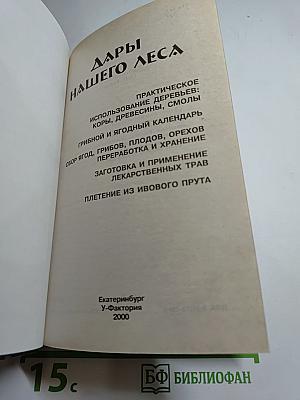 ДАРЫ
НАШЕГО ЛЕСА
ПРАКТИЧЕСКОЕ
ИСПОЛЬЗОВАНИЕ ДЕРЕВЬЕВ:
КОРЫ, ДРЕВЕСИНЫ, СМОЛЫ
ГРИБНОЙ И ЯГОДНЫЙ КАЛЕНДАРЬ
СБОР ЯГОД, ГРИБОВ, ПЛОДОВ, ОРЕХОВ
ПЕРЕРАБОТКА И ХРАНЕНИЕ
ЗАГОТОВКА И ПРИМЕНЕНИЕ
ЛЕКАРСТВЕННЫХ ТРАВ
ПЛЕТЕНИЕ ИЗ ИВОВОГО ПРУТА
Екатеринбург
У-Фактория
2000
15 с
БФ БИБЛИОФАН